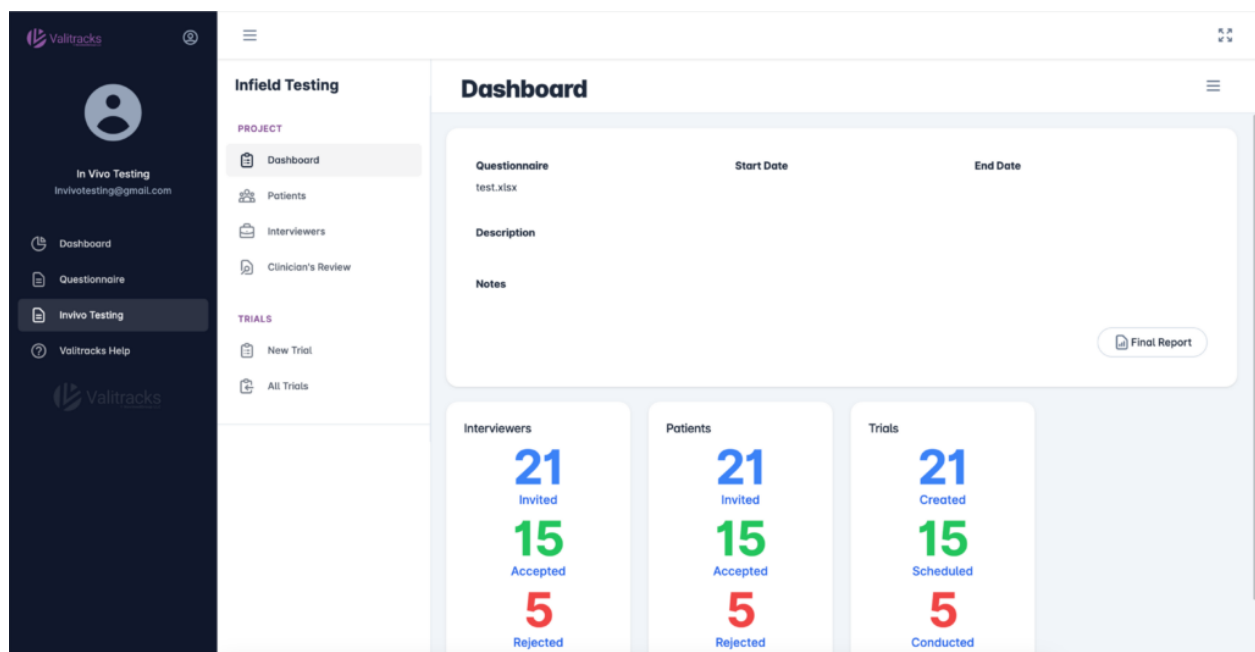 Valitracks
In Vivo Testing
Invivotesting@gmail.com
Dashboard
Questionnaire
Invivo Testing
Valitracks Help
Valitracks
Infield Testing
PROJECT
Dashboard
Patients
Interviewers
Clinician's Review
TRIALS
New Trial
All Trials
Dashboard
Questionnaire Start Date End Date
test.xlsx
Description
Notes
Final Report
Interviewers
21
Invited
15
Accepted
5
Rejected
Patients
21
Invited
15
Accepted
5
Rejected
Trials
21
Created
15
Scheduled
5
Conducted